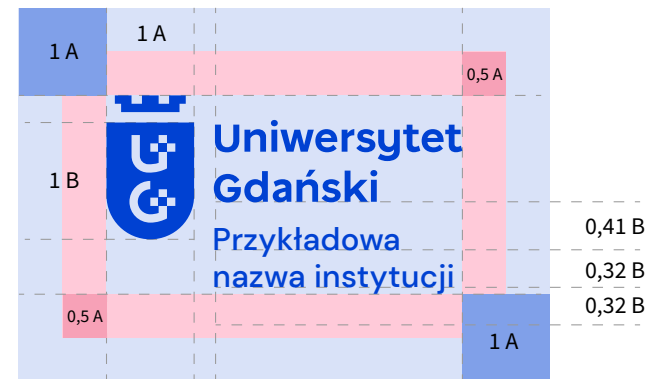 1 A
1 A
0,5 A
UG
Uniwersytet
Gdański
1 B
Przykładowa
nazwa instytucji
0,41 B
0,32 B
0,32 B
0,5 A
1 A